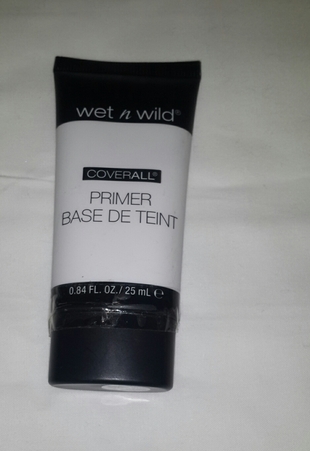 wet n wild®
COVERALL®
PRIMER
BASE DE TEINT
0.84 FL. OZ./25 mL ℮